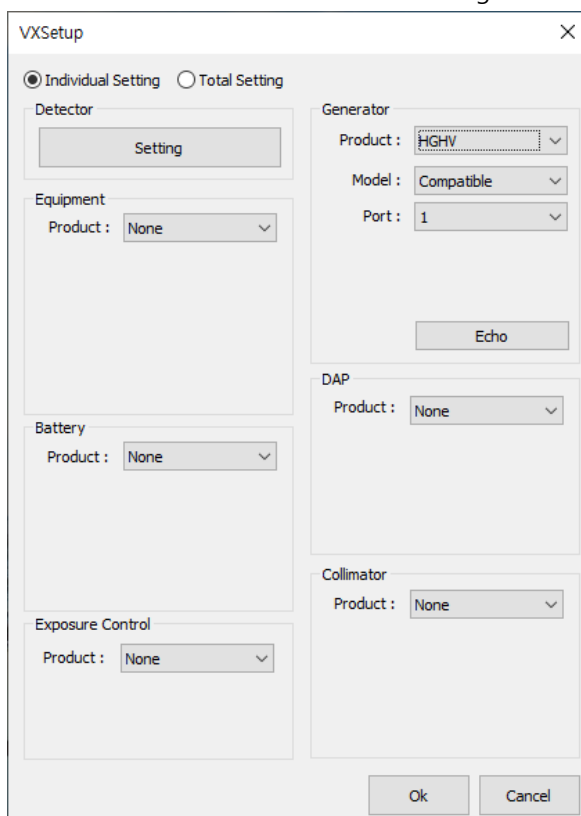 VXSetup
Individual Setting Total Setting
Detector
Setting
Equipment
Product : None
Battery
Product : None
Exposure Control
Product : None
Generator
Product : HGHV
Model : Compatible
Port : 1
Echo
DAP
Product : None
Collimator
Product : None
Ok Cancel